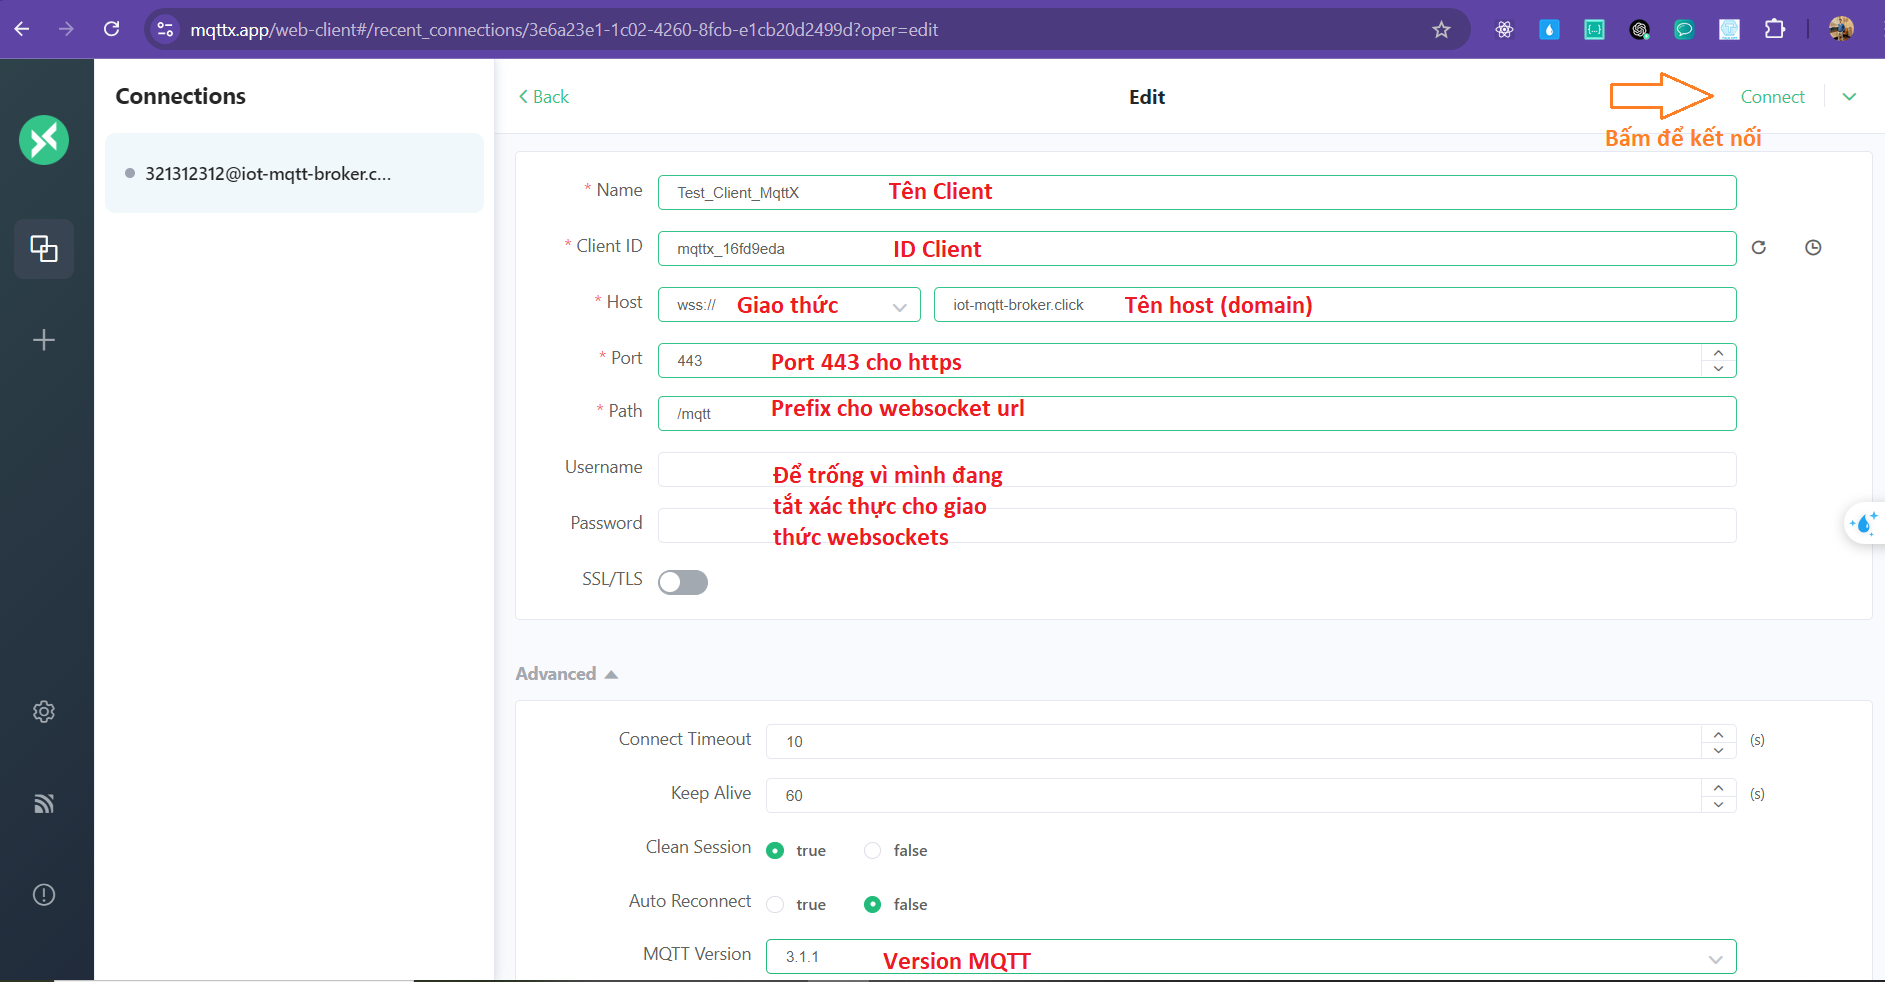 mqttx.app/web-client#/recent_connections/3e6a23e1-1c02-4260-8fcb-e1cb20d2499d?oper=edit
Connections
Back
Edit
Connect
Bấm để kết nối
321312312@iot-mqtt-broker.c...
* Name
Test_Client_MqttX
Tên Client
* Client ID
mqttx_16fd9eda
ID Client
* Host
wss://
Giao thức
iot-mqtt-broker.click
Tên host (domain)
* Port
443
Port 443 cho https
* Path
/mqtt
Prefix cho websocket url
Username
Password
Để trống vì mình đang
tắt xác thực cho giao
thức websockets
SSL/TLS
Advanced
Connect Timeout
10
(s)
Keep Alive
60
(s)
Clean Session
true
false
Auto Reconnect
true
false
MQTT Version
3.1.1
Version MQTT